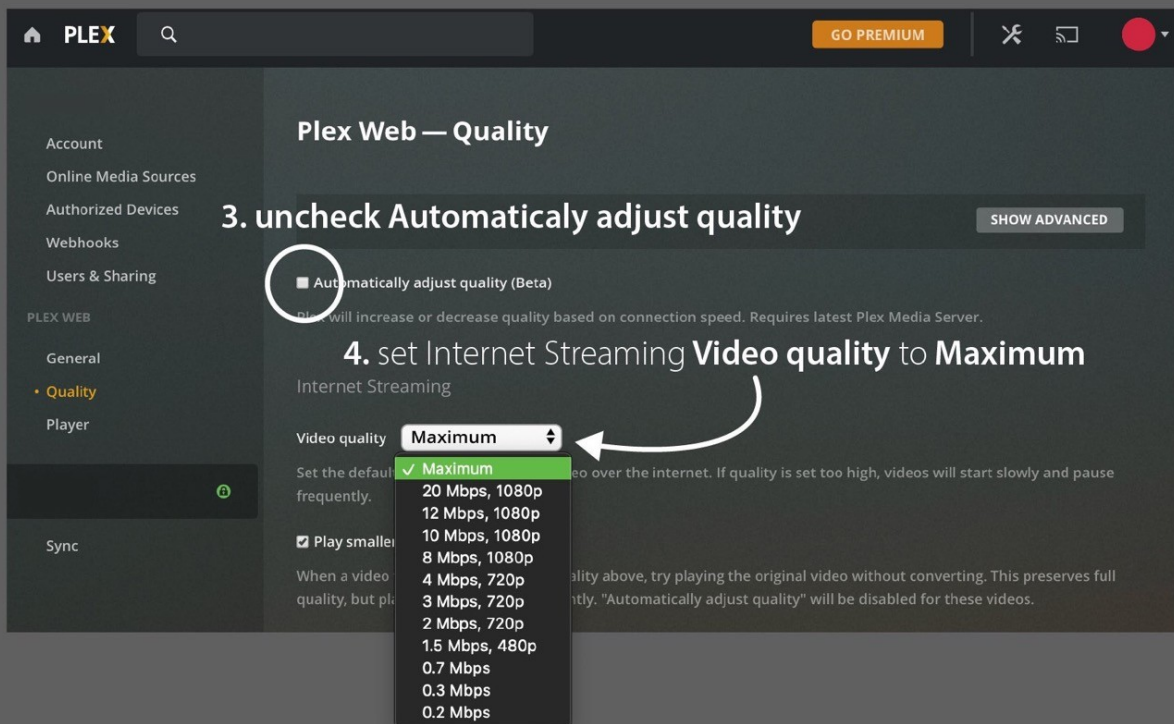 PLEX
GO PREMIUM
Account
Online Media Sources
Authorized Devices
Webhooks
Users & Sharing
PLEX WEB
General
• Quality
Player
Sync
Plex Web — Quality
3. uncheck Automaticaly adjust quality
SHOW ADVANCED
Automatically adjust quality (Beta)
Plex will increase or decrease quality based on connection speed. Requires latest Plex Media Server.
4. set Internet Streaming Video quality to Maximum
Internet Streaming
Video quality Maximum
Set the defaul eo over the internet. If quality is set too high, videos will start slowly and pause
frequently.
✓ Maximum
20 Mbps, 1080p
12 Mbps, 1080p
10 Mbps, 1080p
8 Mbps, 1080p
4 Mbps, 720p
3 Mbps, 720p
2 Mbps, 720p
1.5 Mbps, 480p
0.7 Mbps
0.3 Mbps
0.2 Mbps
Play smaller
When a video ality above, try playing the original video without converting. This preserves full
quality, but pla ntly. "Automatically adjust quality" will be disabled for these videos.